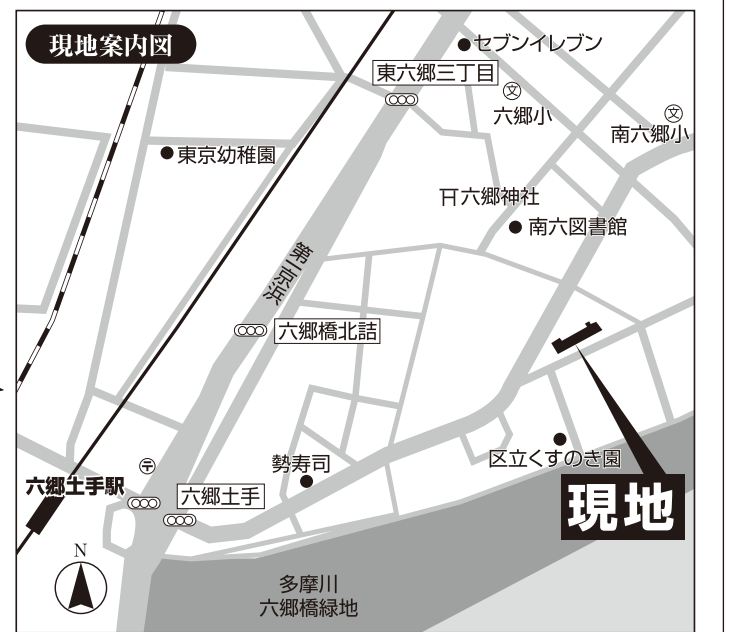 現地案内図
セブンイレブン
東六郷三丁目
文
六郷小
文
南六郷小
東京幼稚園
六郷神社
南六図書館
第一京浜
六郷橋北詰
区立くすのき園
勢寿司
〒
六郷土手駅
六郷土手
現地
N
多摩川
六郷橋緑地